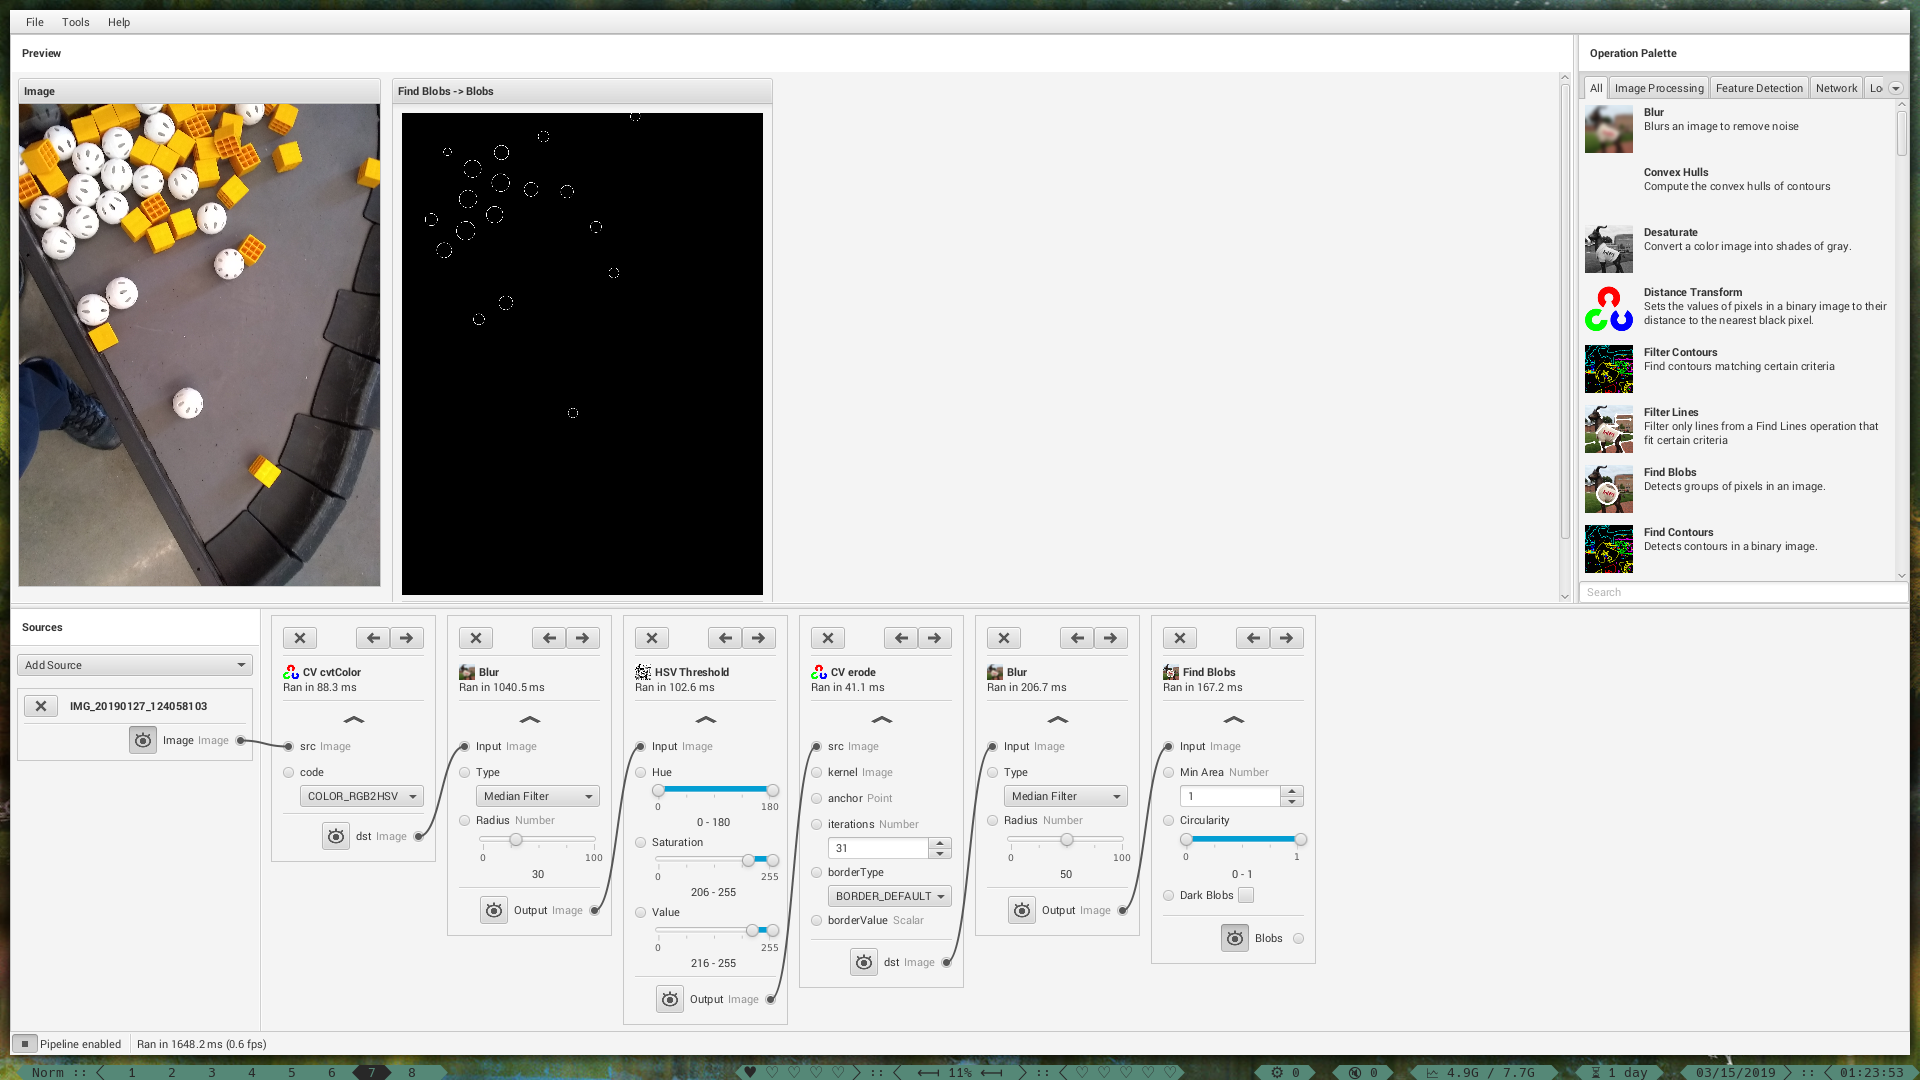 File Tools Help
Preview
Operation Palette
Image
Find Blobs -> Blobs
All Image Processing Feature Detection Network Lo
Blur
Blurs an image to remove noise
Convex Hulls
Compute the convex hulls of contours
Desaturate
Convert a color image into shades of gray.
Distance Transform
Sets the values of pixels in a binary image to their
distance to the nearest black pixel.
Filter Contours
Find contours matching certain criteria
Filter Lines
Filter only lines from a Find Lines operation that
fit certain criteria
Find Blobs
Detects groups of pixels in an image.
Find Contours
Detects contours in a binary image.
Search
Sources
Add Source
IMG_20190127_124058103
Image Image
CV cvtColor
Ran in 88.3 ms
src Image
code
COLOR_RGB2HSV
dst Image
Blur
Ran in 1040.5 ms
Input Image
Type
Median Filter
Radius Number
0 100
30
Output Image
HSV Threshold
Ran in 102.6 ms
Input Image
Hue
0 180
0 - 180
Saturation
0 255
206 - 255
Value
0 255
216 - 255
Output Image
CV erode
Ran in 41.1 ms
src Image
kernel Image
anchor Point
iterations Number
31
borderType
BORDER_DEFAULT
borderValue Scalar
dst Image
Blur
Ran in 206.7 ms
Input Image
Type
Median Filter
Radius Number
0 100
50
Output Image
Find Blobs
Ran in 167.2 ms
Input Image
Min Area Number
1
Circularity
0 1
0 - 1
Dark Blobs
Blobs
Pipeline enabled Ran in 1648.2 ms (0.6 fps)
Norm :: 1 2 3 4 5 6 7 8 :: 11% :: 0 0 4.9G / 7.7G 1 day 03/15/2019 :: 01:23:53